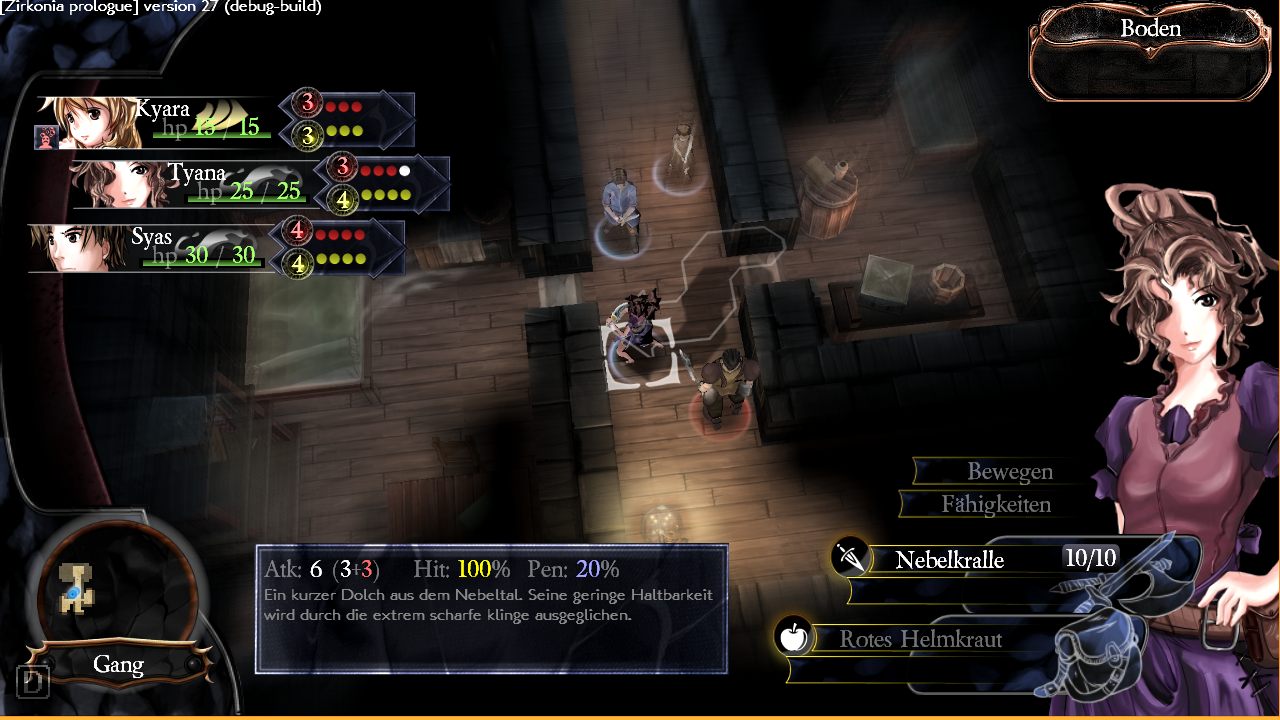 [Zirkonia prologue] version 27 (debug-build)
Boden
Kyara
hp 15 / 15
3
3
Tyana
hp 25 / 25
3
4
Syas
hp 30 / 30
4
4
Bewegen
Fähigkeiten
Nebelkralle 10/10
Rotes Helmkraut
Atk: 6 (3+3) Hit: 100% Pen: 20%
Ein kurzer Dolch aus dem Nebeltal. Seine geringe Haltbarkeit
wird durch die extrem scharfe klinge ausgeglichen.
Gang
D